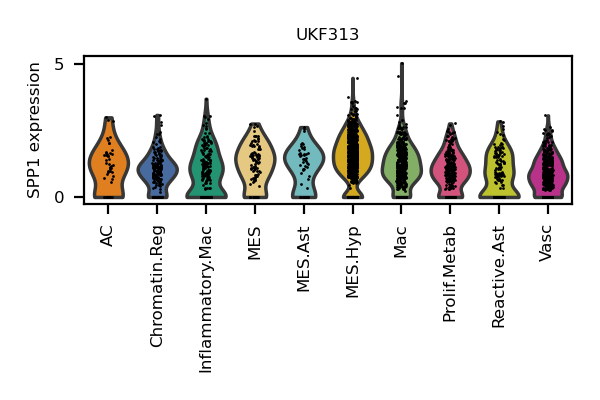 UKF313
SPP1 expression
5
0
AC
Chromatin.Reg
Inflammatory.Mac
MES
MES.Ast
MES.Hyp
Mac
Prolif.Metab
Reactive.Ast
Vasc